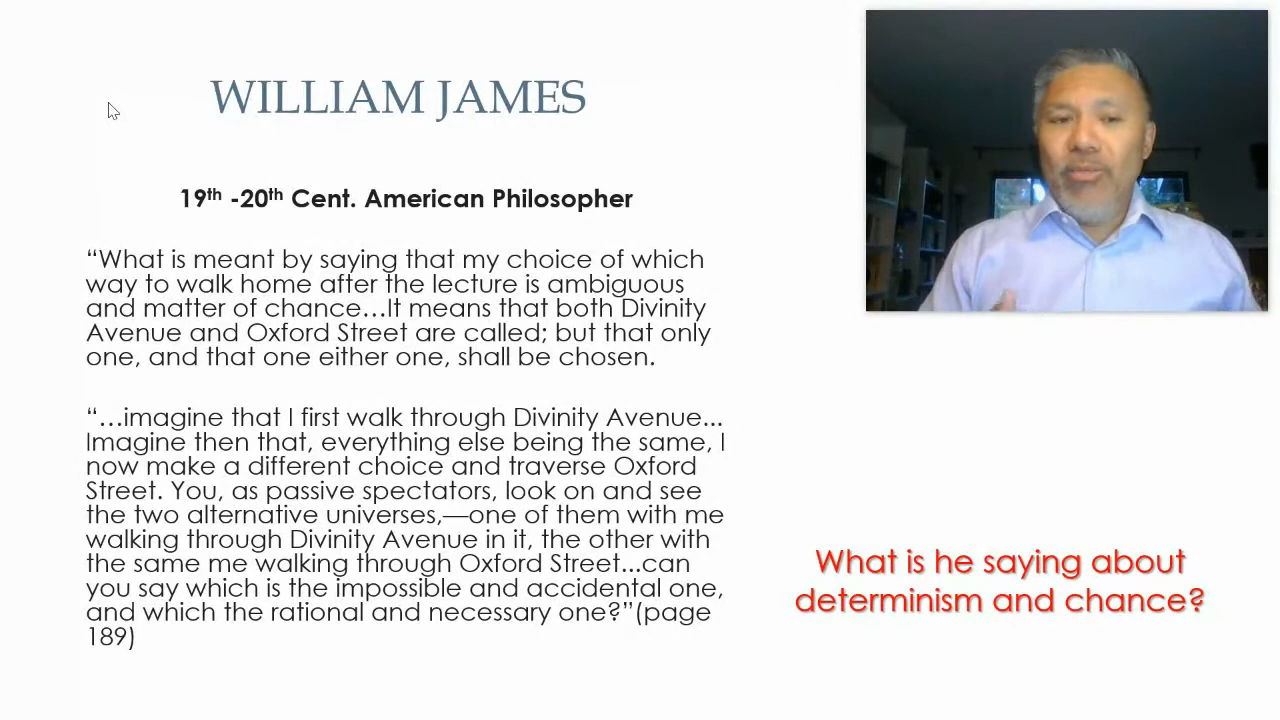 WILLIAM JAMES
19th -20th Cent. American Philosopher
“What is meant by saying that my choice of which
way to walk home after the lecture is ambiguous
and matter of chance…It means that both Divinity
Avenue and Oxford Street are called; but that only
one, and that one either one, shall be chosen.
“…imagine that I first walk through Divinity Avenue...
Imagine then that, everything else being the same, I
now make a different choice and traverse Oxford
Street. You, as passive spectators, look on and see
the two alternative universes,—one of them with me
walking through Divinity Avenue in it, the other with
the same me walking through Oxford Street...can
you say which is the impossible and accidental one,
and which the rational and necessary one?”(page
189)
What is he saying about
determinism and chance?